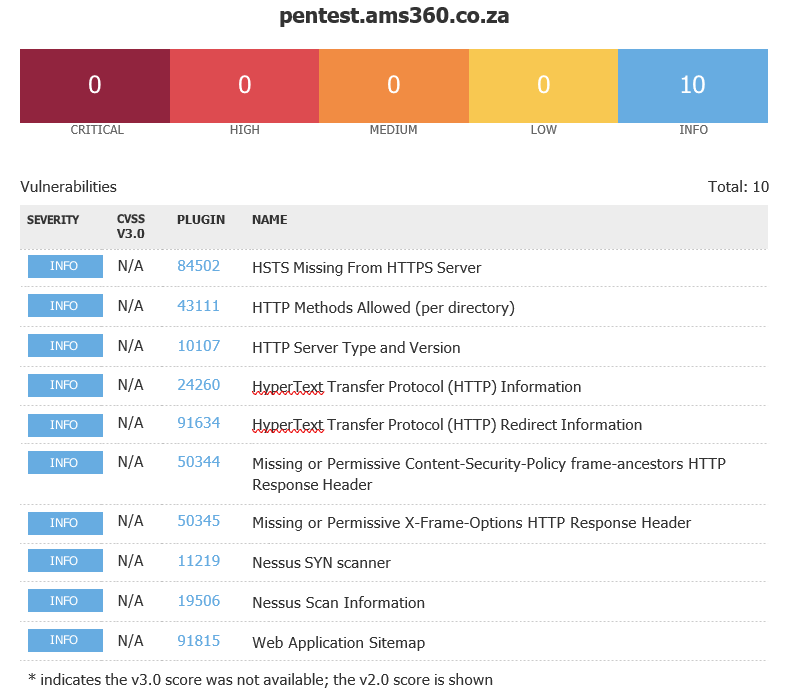 pentest.ams360.co.za
0 0 0 0 10
CRITICAL HIGH MEDIUM LOW INFO
Vulnerabilities Total: 10
SEVERITY CVSS V3.0 PLUGIN NAME
INFO N/A 84502 HSTS Missing From HTTPS Server
INFO N/A 43111 HTTP Methods Allowed (per directory)
INFO N/A 10107 HTTP Server Type and Version
INFO N/A 24260 HyperText Transfer Protocol (HTTP) Information
INFO N/A 91634 HyperText Transfer Protocol (HTTP) Redirect Information
INFO N/A 50344 Missing or Permissive Content-Security-Policy frame-ancestors HTTP
Response Header
INFO N/A 50345 Missing or Permissive X-Frame-Options HTTP Response Header
INFO N/A 11219 Nessus SYN scanner
INFO N/A 19506 Nessus Scan Information
INFO N/A 91815 Web Application Sitemap
* indicates the v3.0 score was not available; the v2.0 score is shown